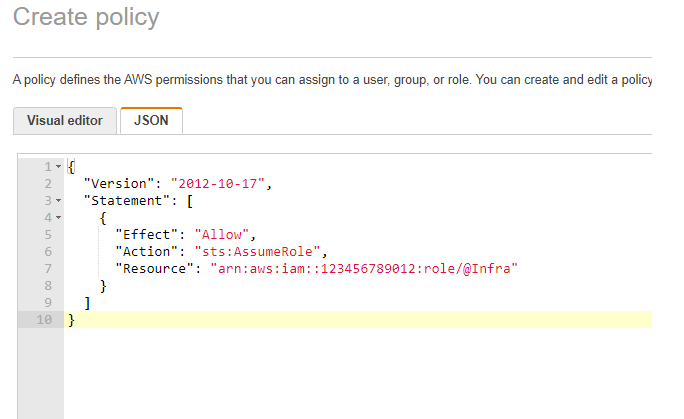 Create policy
A policy defines the AWS permissions that you can assign to a user, group, or role. You can create and edit a policy
Visual editor JSON
1 {
2 "Version": "2012-10-17",
3 "Statement": [
4 {
5 "Effect": "Allow",
6 "Action": "sts:AssumeRole",
7 "Resource": "arn:aws:iam::123456789012:role/@Infra"
8 }
9 ]
10 }